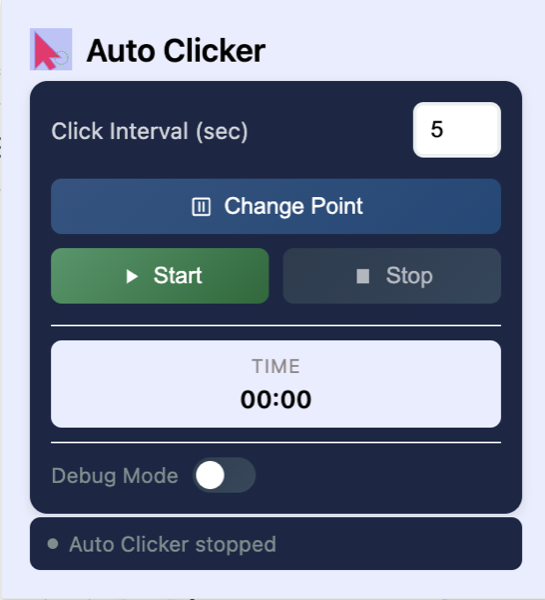 Auto Clicker
Click Interval (sec) 5
Change Point
Start Stop
TIME
00:00
Debug Mode
Auto Clicker stopped